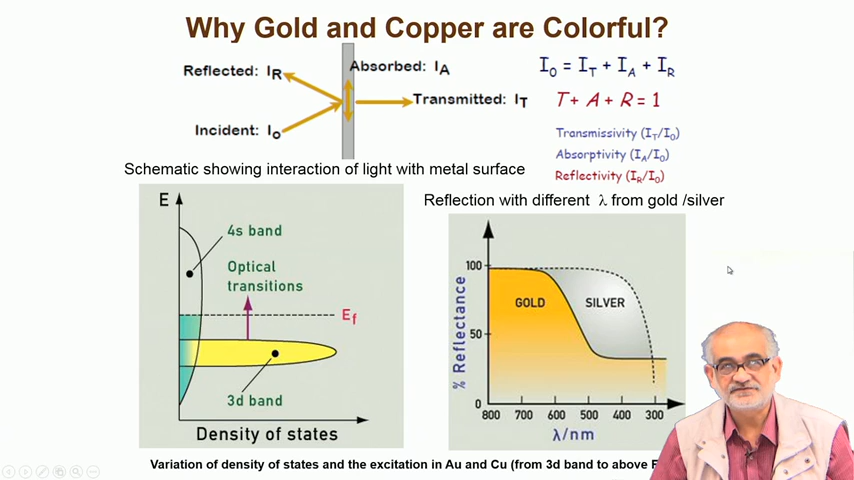 Why Gold and Copper are Colorful?
Reflected: I_R
Absorbed: I_A
Transmitted: I_T
Incident: I_o
I_0 = I_T + I_A + I_R
T + A + R = 1
Transmissivity (I_T/I_0)
Absorptivity (I_A/I_0)
Reflectivity (I_R/I_0)
Schematic showing interaction of light with metal surface
Reflection with different λ from gold /silver
E
4s band
Optical
transitions
E_f
3d band
Density of states
% Reflectance
100
50
0
GOLD
SILVER
800 700 600 500 400 300
λ/nm
Variation of density of states and the excitation in Au and Cu (from 3d band to above